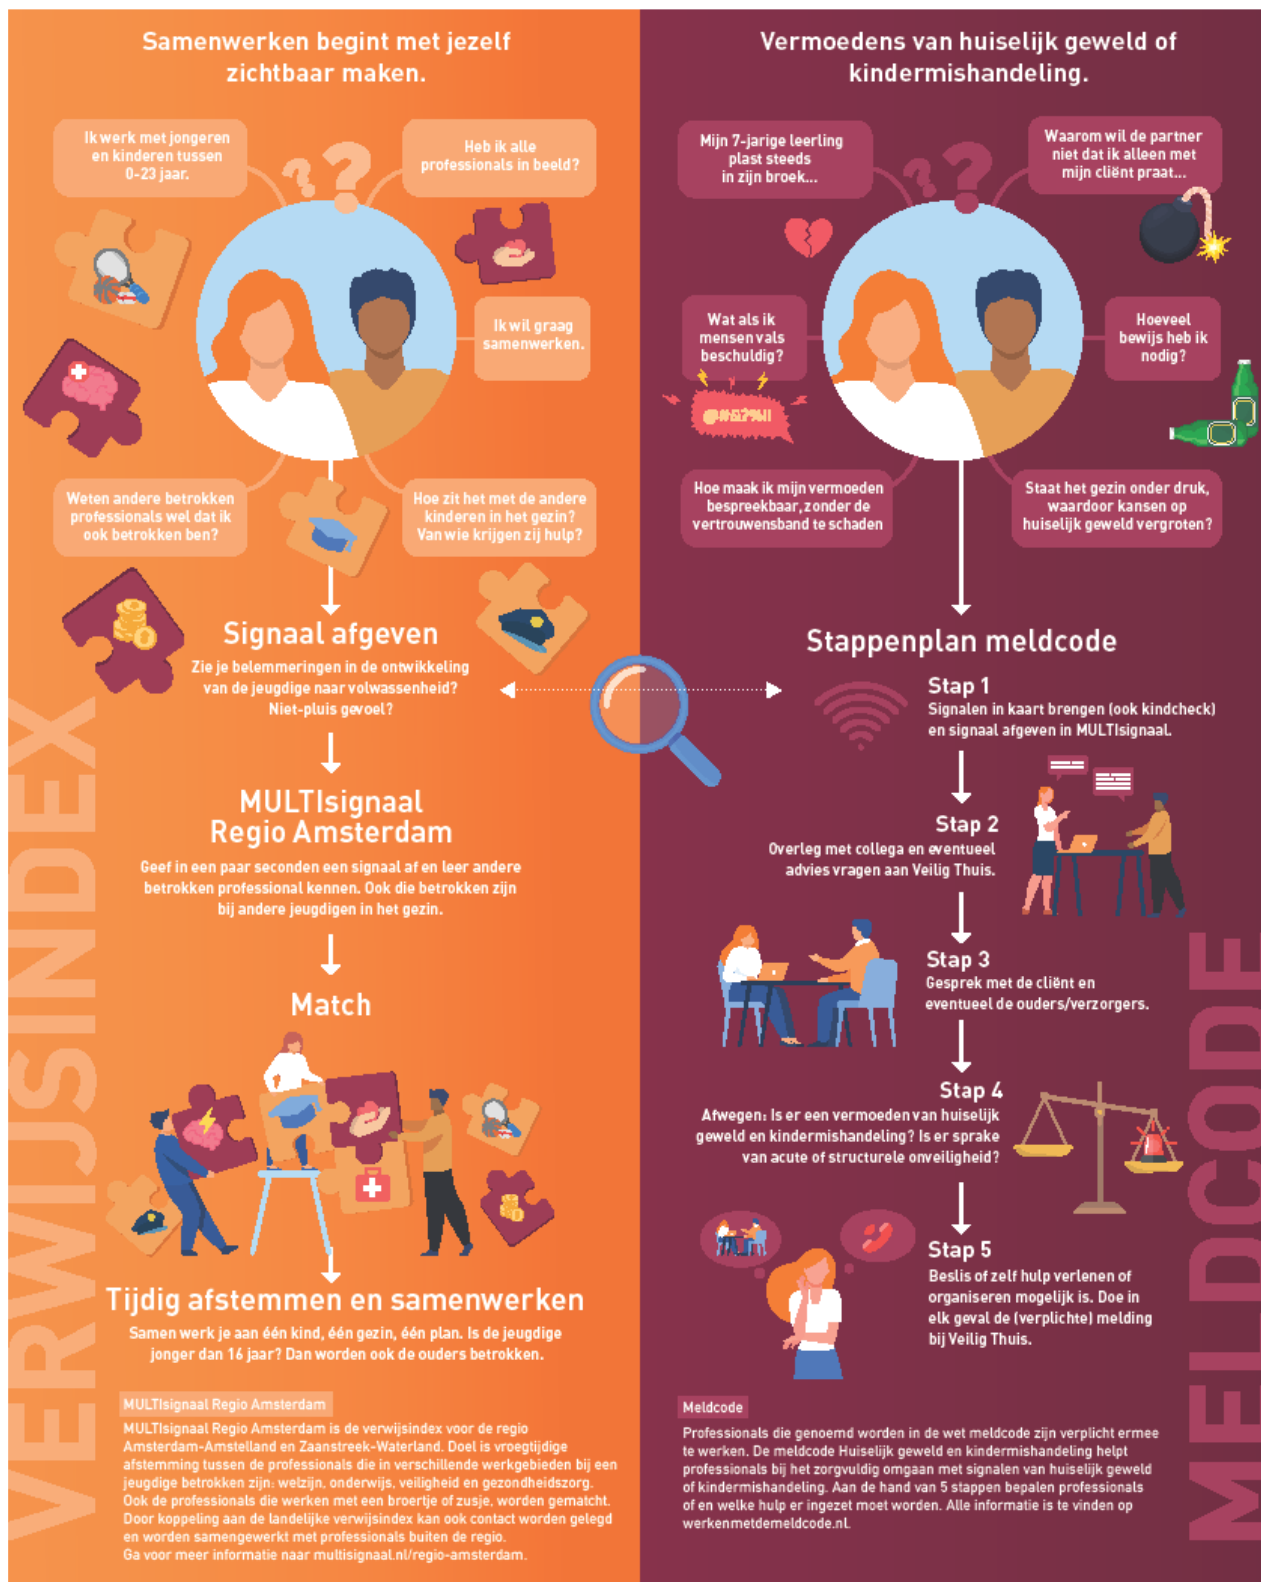 Samenwerken begint met jezelf
zichtbaar maken.
Ik werk met jongeren
en kinderen tussen
0-23 jaar.
Heb ik alle
professionals in beeld?
Ik wil graag
samenwerken.
Weten andere betrokken
professionals wel dat ik
ook betrokken ben?
Hoe zit het met de andere
kinderen in het gezin?
Van wie krijgen zij hulp?
Signaal afgeven
Zie je belemmeringen in de ontwikkeling
van de jeugdige naar volwassenheid?
Niet-pluis gevoel?
MULTIsignaal
Regio Amsterdam
Geef in een paar seconden een signaal af en leer andere
betrokken professional kennen. Ook die betrokken zijn
bij andere jeugdigen in het gezin.
Match
Tijdig afstemmen en samenwerken
Samen werk je aan één kind, één gezin, één plan. Is de jeugdige
jonger dan 16 jaar? Dan worden ook de ouders betrokken.
MULTIsignaal Regio Amsterdam
MULTIsignaal Regio Amsterdam is de verwijsindex voor de regio
Amsterdam-Amstelland en Zaanstreek-Waterland. Doel is vroegtijdige
afstemming tussen de professionals die in verschillende werkgebieden bij een
jeugdige betrokken zijn: welzijn, onderwijs, veiligheid en gezondheidszorg.
Ook de professionals die werken met een broertje of zusje, worden gematcht.
Door koppeling aan de landelijke verwijsindex kan ook contact worden gelegd
en worden samengewerkt met professionals buiten de regio.
Ga voor meer informatie naar multisignaal.nl/regio-amsterdam.
VERWIJSINDEX
Vermoedens van huiselijk geweld of
kindermishandeling.
Mijn 7-jarige leerling
plast steeds
in zijn broek...
Waarom wil de partner
niet dat ik alleen met
mijn cliënt praat...
Wat als ik
mensen vals
beschuldig?
Hoeveel
bewijs heb ik
nodig?
@#&?%!!
Hoe maak ik mijn vermoeden
bespreekbaar, zonder de
vertrouwensband te schaden
Staat het gezin onder druk,
waardoor kansen op
huiselijk geweld vergroten?
Stappenplan meldcode
Stap 1
Signalen in kaart brengen (ook kindcheck)
en signaal afgeven in MULTIsignaal.
Stap 2
Overleg met collega en eventueel
advies vragen aan Veilig Thuis.
Stap 3
Gesprek met de cliënt en
eventueel de ouders/verzorgers.
Stap 4
Afwegen: Is er een vermoeden van huiselijk
geweld en kindermishandeling? Is er sprake
van acute of structurele onveiligheid?
Stap 5
Beslis of zelf hulp verlenen of
organiseren mogelijk is. Doe in
elk geval de (verplichte) melding
bij Veilig Thuis.
Meldcode
Professionals die genoemd worden in de wet meldcode zijn verplicht ermee
te werken. De meldcode Huiselijk geweld en kindermishandeling helpt
professionals bij het zorgvuldig omgaan met signalen van huiselijk geweld
of kindermishandeling. Aan de hand van 5 stappen bepalen professionals
of en welke hulp er ingezet moet worden. Alle informatie is te vinden op
werkenmetdemeldcode.nl.
MELDCODE